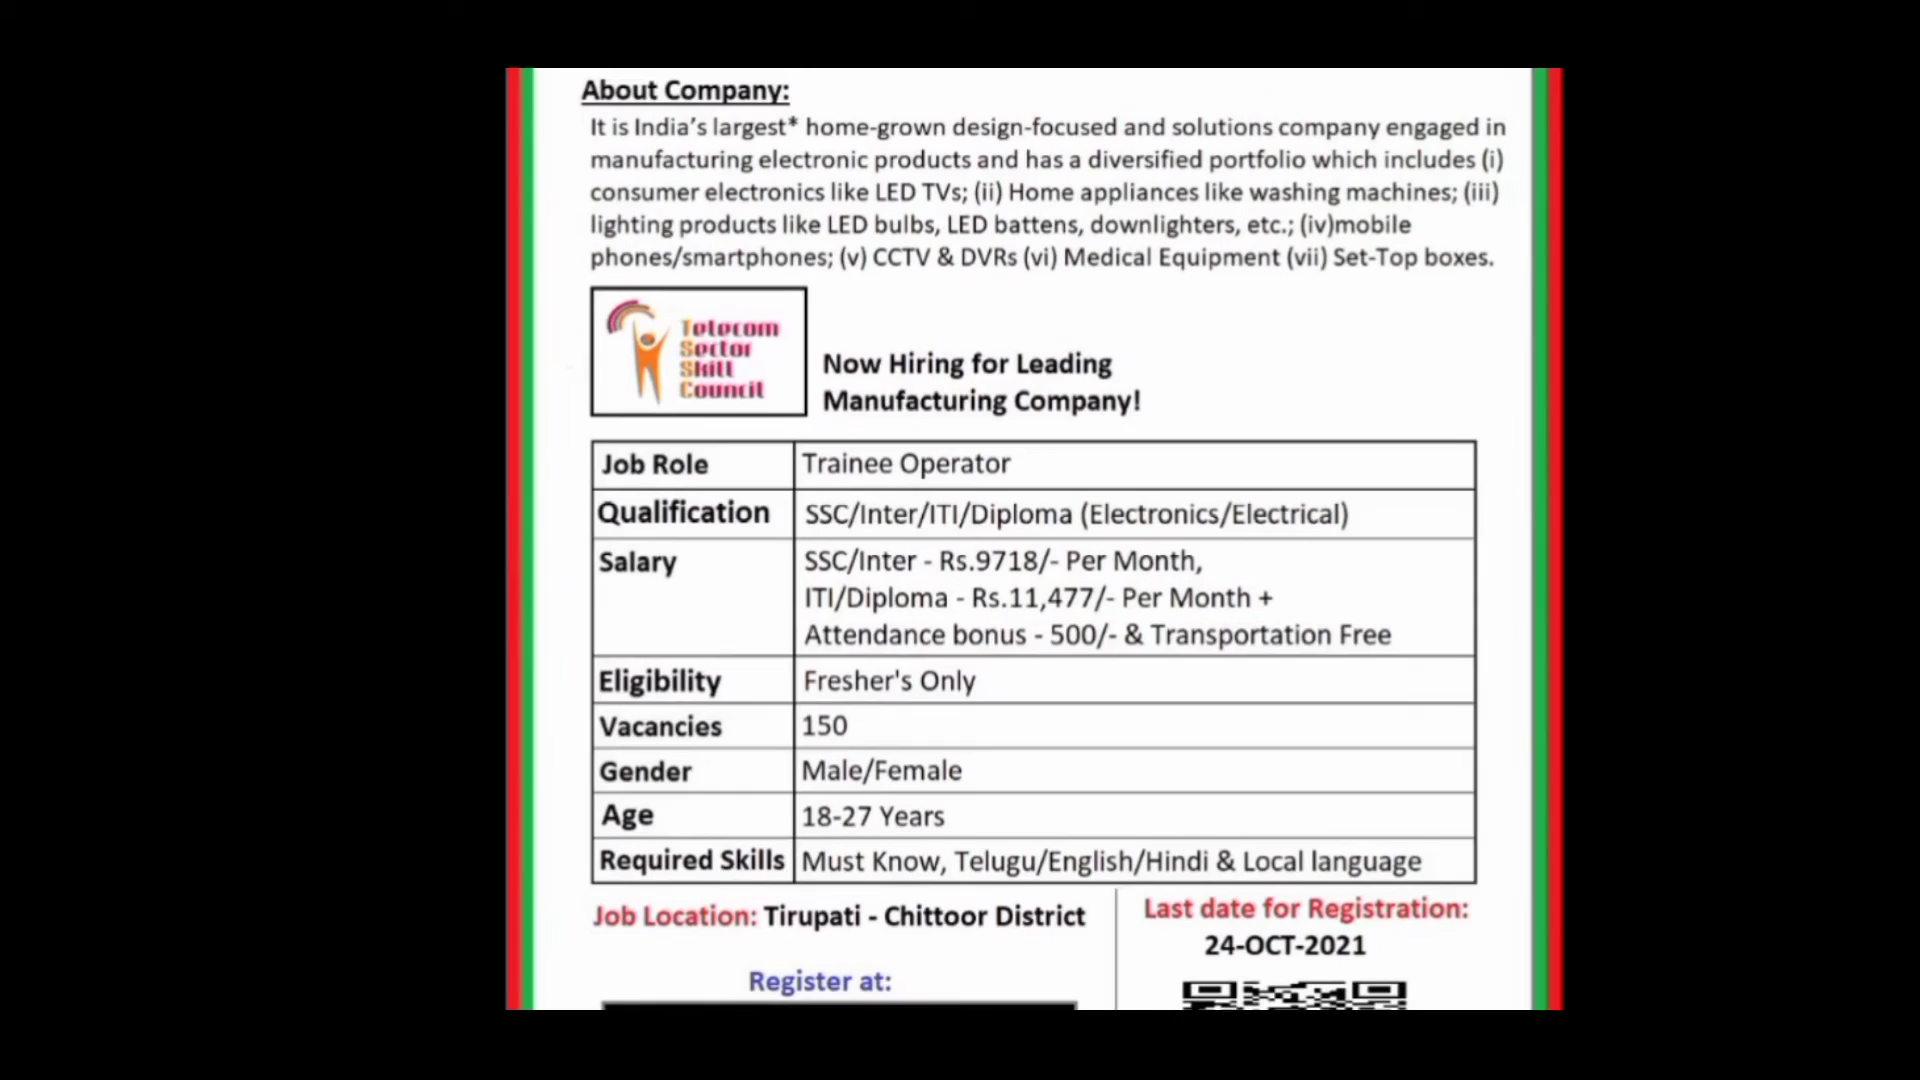 About Company:
It is India's largest* home-grown design-focused and solutions company engaged in
manufacturing electronic products and has a diversified portfolio which includes (i)
consumer electronics like LED TVs; (ii) Home appliances like washing machines; (iii)
lighting products like LED bulbs, LED battens, downlighters, etc.; (iv)mobile
phones/smartphones; (v) CCTV & DVRs (vi) Medical Equipment (vii) Set-Top boxes.
Telecom
Sector
Skill
Council
Now Hiring for Leading
Manufacturing Company!
Job Role Trainee Operator
Qualification SSC/Inter/ITI/Diploma (Electronics/Electrical)
Salary SSC/Inter - Rs.9718/- Per Month,
ITI/Diploma - Rs.11,477/- Per Month +
Attendance bonus - 500/- & Transportation Free
Eligibility Fresher's Only
Vacancies 150
Gender Male/Female
Age 18-27 Years
Required Skills Must Know, Telugu/English/Hindi & Local language
Job Location: Tirupati - Chittoor District
Last date for Registration:
24-OCT-2021
Register at: